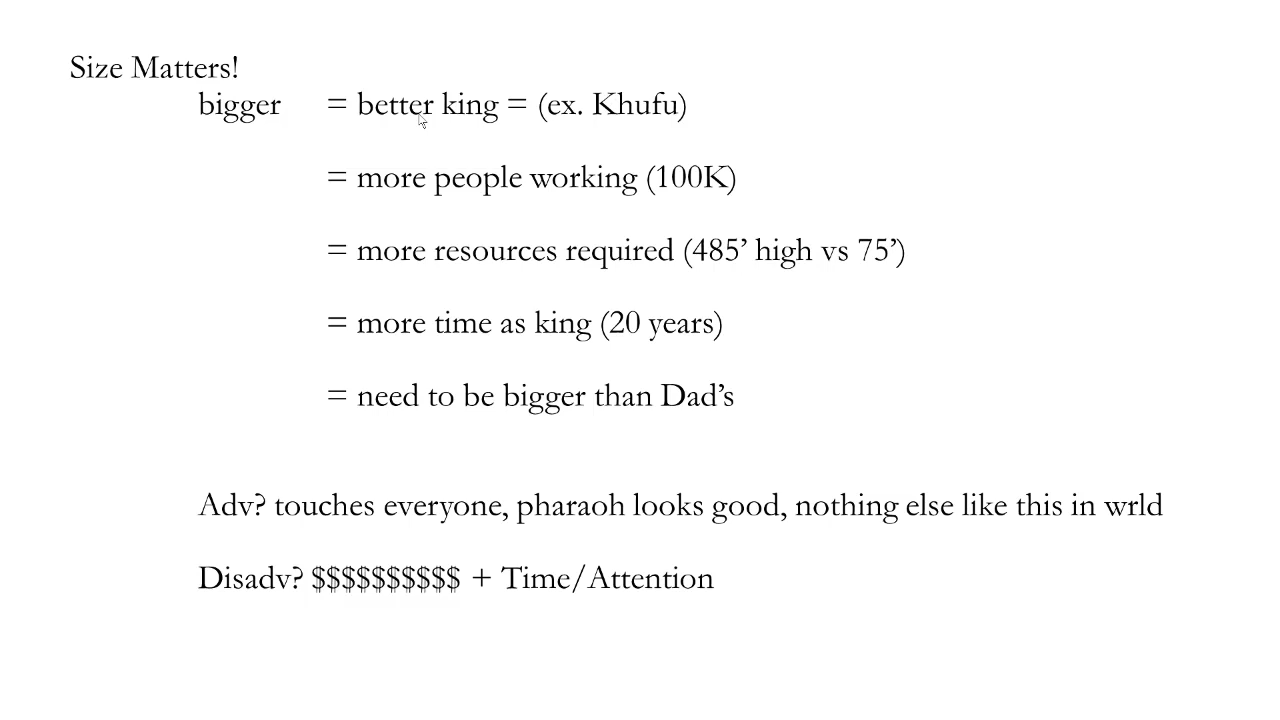 Size Matters!
bigger = better king = (ex. Khufu)
= more people working (100K)
= more resources required (485’ high vs 75’)
= more time as king (20 years)
= need to be bigger than Dad’s
Adv? touches everyone, pharaoh looks good, nothing else like this in wrld
Disadv? $$$$$$$$$$ + Time/Attention